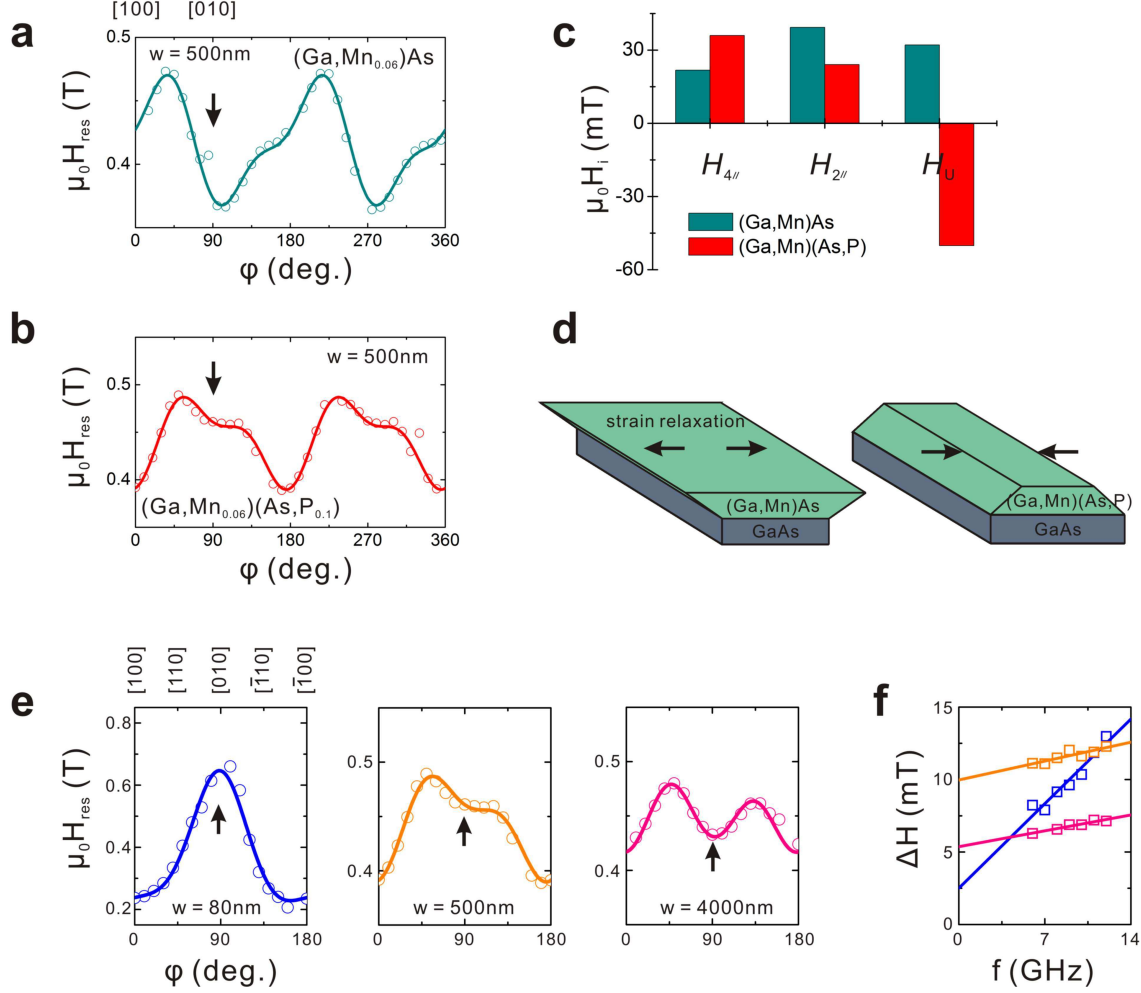 [100] [010]
a
w = 500nm
(Ga,Mn0.06)As
0.5
0.4
μ0Hres (T)
0 90 180 270 360
φ (deg.)
b
w = 500nm
0.5
0.4
μ0Hres (T)
(Ga,Mn0.06)(As,P0.1)
0 90 180 270 360
φ (deg.)
c
30
0
-30
-60
μ0Hi (mT)
H4// H2// HU
(Ga,Mn)As
(Ga,Mn)(As,P)
d
strain relaxation
(Ga,Mn)As
GaAs
(Ga,Mn)(As,P)
GaAs
e
[100] [110] [010] [1̄10] [1̄00]
0.8
0.6
0.4
0.2
μ0Hres (T)
w = 80nm
0 90 180
φ (deg.)
0.5
0.4
w = 500nm
0 90 180
0.5
0.4
w = 4000nm
0 90 180
f
15
10
5
0
ΔH (mT)
0 7 14
f (GHz)